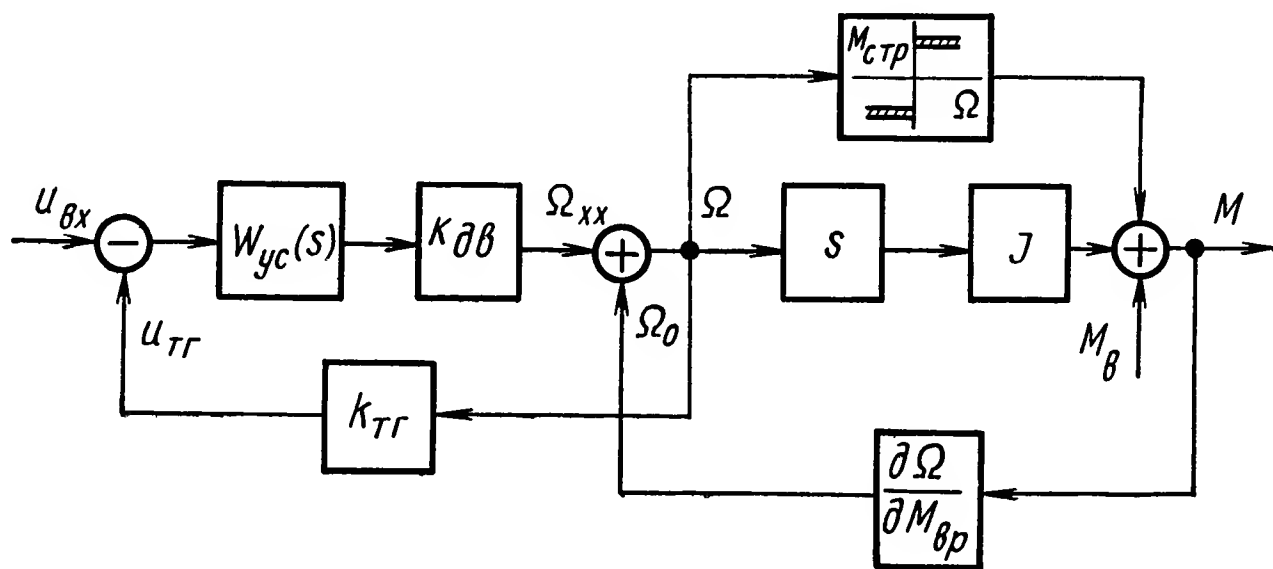 M_стр
Ω
u_вх
−
W_ус(s)
K_дв
Ω_хх
+
Ω
s
J
+
M
u_тг
Ω_0
M_в
k_тг
∂Ω
∂M_вр